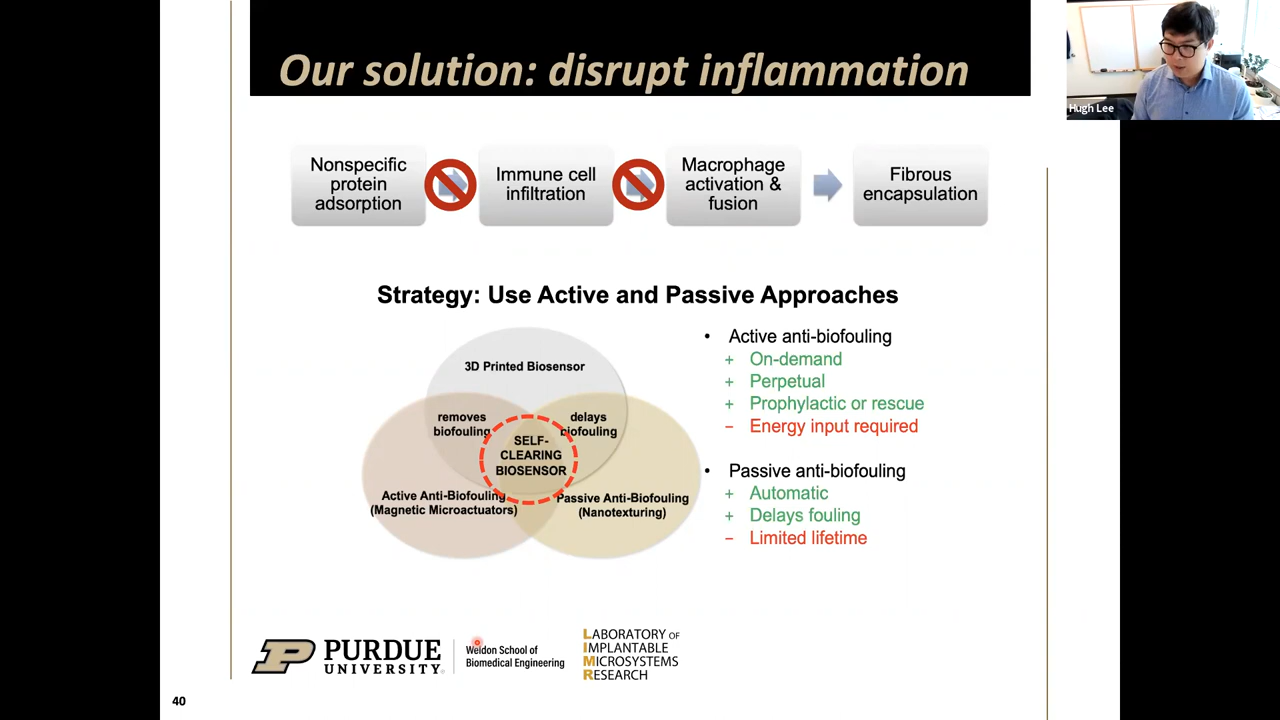 Our solution: disrupt inflammation
Hugh Lee
Nonspecific
protein
adsorption
Immune cell
infiltration
Macrophage
activation &
fusion
Fibrous
encapsulation
Strategy: Use Active and Passive Approaches
3D Printed Biosensor
removes
biofouling
delays
biofouling
SELF-
CLEARING
BIOSENSOR
Active Anti-Biofouling
(Magnetic Microactuators)
Passive Anti-Biofouling
(Nanotexturing)
• Active anti-biofouling
+ On-demand
+ Perpetual
+ Prophylactic or rescue
− Energy input required
• Passive anti-biofouling
+ Automatic
+ Delays fouling
− Limited lifetime
PURDUE
UNIVERSITY
Weldon School of
Biomedical Engineering
LABORATORY OF
IMPLANTABLE
MICROSYSTEMS
RESEARCH
40